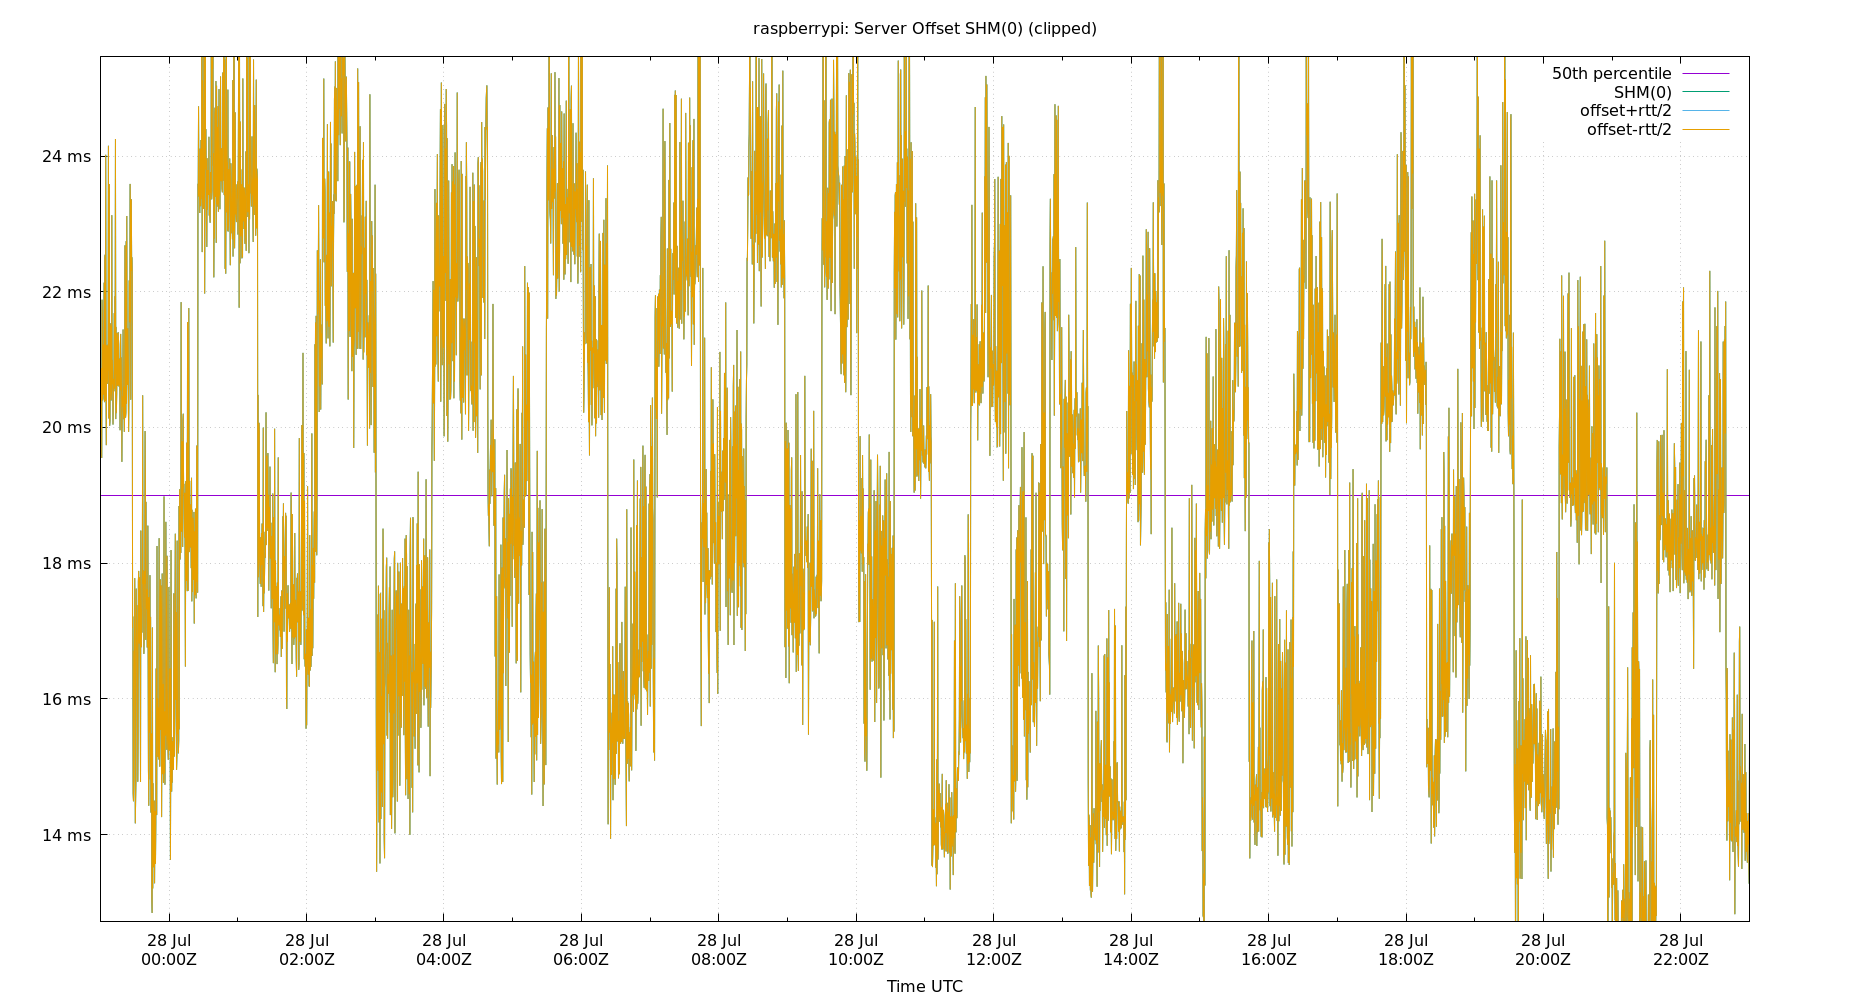 raspberrypi: Server Offset SHM(0) (clipped)
50th percentile
SHM(0)
offset+rtt/2
offset-rtt/2
24 ms
22 ms
20 ms
18 ms
16 ms
14 ms
28 Jul 28 Jul 28 Jul 28 Jul 28 Jul 28 Jul 28 Jul 28 Jul 28 Jul 28 Jul 28 Jul 28 Jul
00:00Z 02:00Z 04:00Z 06:00Z 08:00Z 10:00Z 12:00Z 14:00Z 16:00Z 18:00Z 20:00Z 22:00Z
Time UTC